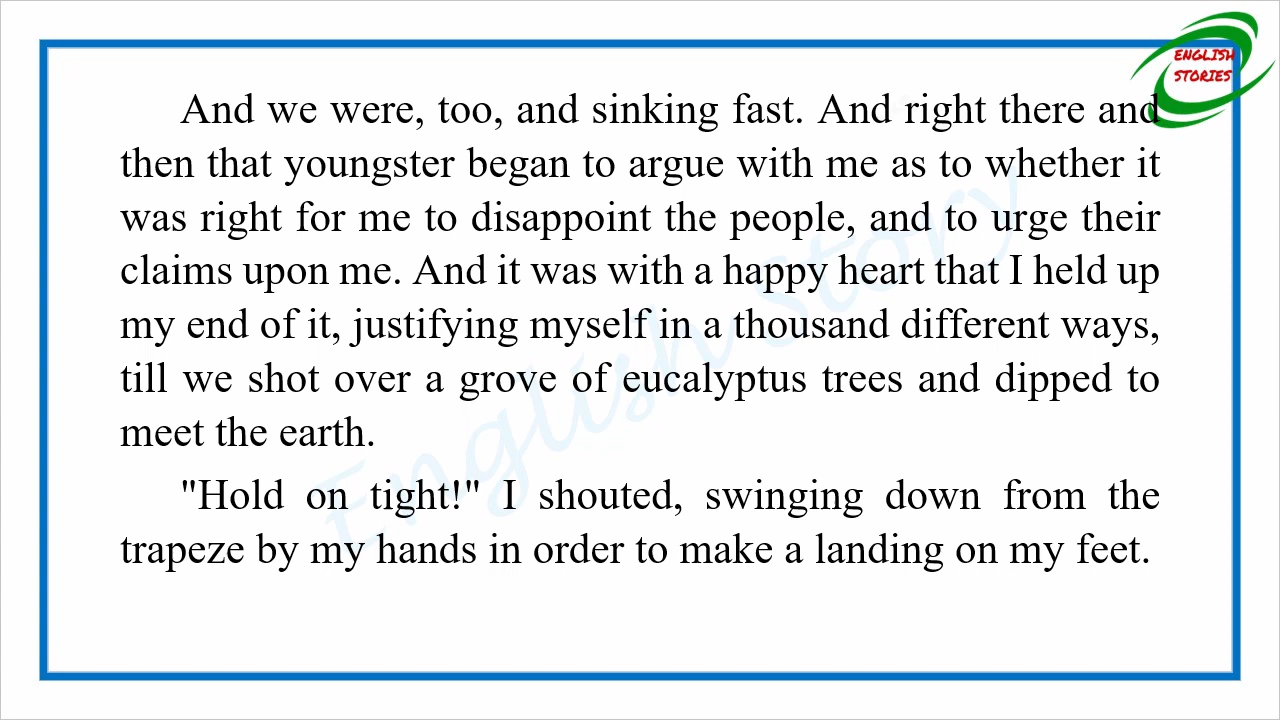 ENGLISH
STORIES
And we were, too, and sinking fast. And right there and
then that youngster began to argue with me as to whether it
was right for me to disappoint the people, and to urge their
claims upon me. And it was with a happy heart that I held up
my end of it, justifying myself in a thousand different ways,
till we shot over a grove of eucalyptus trees and dipped to
meet the earth.
"Hold on tight!" I shouted, swinging down from the
trapeze by my hands in order to make a landing on my feet.
English Story